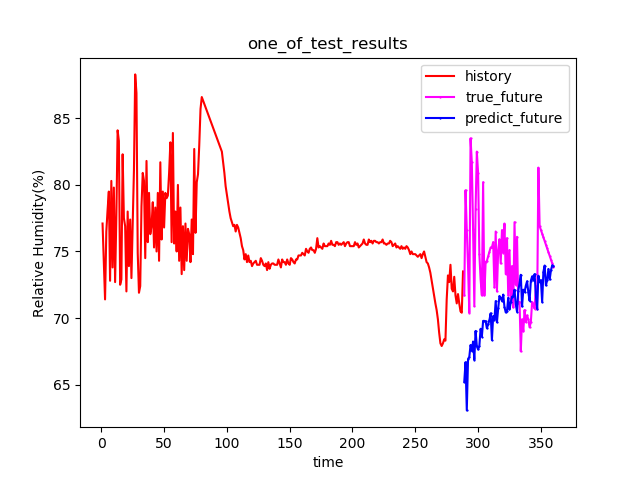 one_of_test_results
history
true_future
predict_future
Relative Humidity(%)
85
80
75
70
65
0 50 100 150 200 250 300 350
time